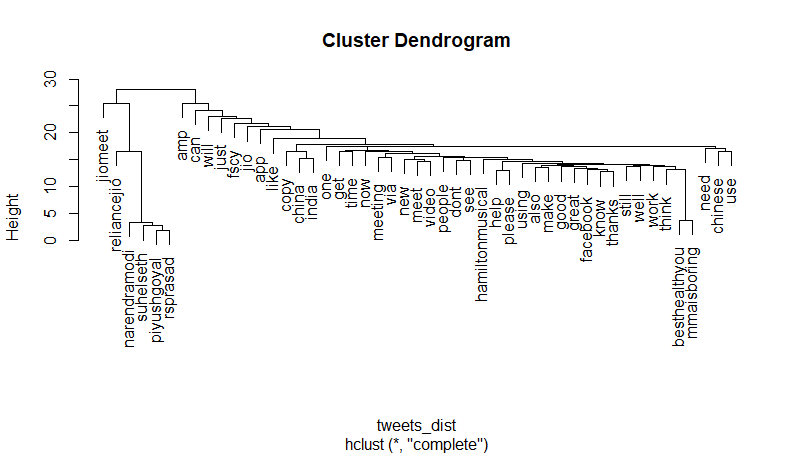 Cluster Dendrogram
Height
30
20
10
5
0
jiomeet
reliancejio
narendramodi
suhelseth
piyushgoyal
rsprasad
amp
can
will
just
fscy
jio
app
like
copy
china
india
one
get
time
now
meeting
via
new
meet
video
people
dont
see
hamiltonmusical
help
please
using
also
make
good
great
facebook
know
thanks
still
well
work
think
besthealthyou
mmaisboring
need
chinese
use
tweets_dist
hclust (*, "complete")